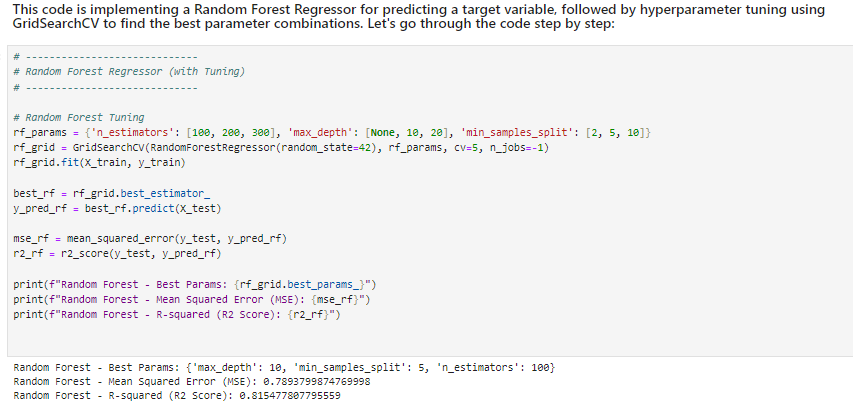 This code is implementing a Random Forest Regressor for predicting a target variable, followed by hyperparameter tuning using
GridSearchCV to find the best parameter combinations. Let's go through the code step by step:
# -----------------------------
# Random Forest Regressor (with Tuning)
# -----------------------------
# Random Forest Tuning
rf_params = {'n_estimators': [100, 200, 300], 'max_depth': [None, 10, 20], 'min_samples_split': [2, 5, 10]}
rf_grid = GridSearchCV(RandomForestRegressor(random_state=42), rf_params, cv=5, n_jobs=-1)
rf_grid.fit(X_train, y_train)
best_rf = rf_grid.best_estimator_
y_pred_rf = best_rf.predict(X_test)
mse_rf = mean_squared_error(y_test, y_pred_rf)
r2_rf = r2_score(y_test, y_pred_rf)
print(f"Random Forest - Best Params: {rf_grid.best_params_}")
print(f"Random Forest - Mean Squared Error (MSE): {mse_rf}")
print(f"Random Forest - R-squared (R2 Score): {r2_rf}")
Random Forest - Best Params: {'max_depth': 10, 'min_samples_split': 5, 'n_estimators': 100}
Random Forest - Mean Squared Error (MSE): 0.7893799874769998
Random Forest - R-squared (R2 Score): 0.815477807795559